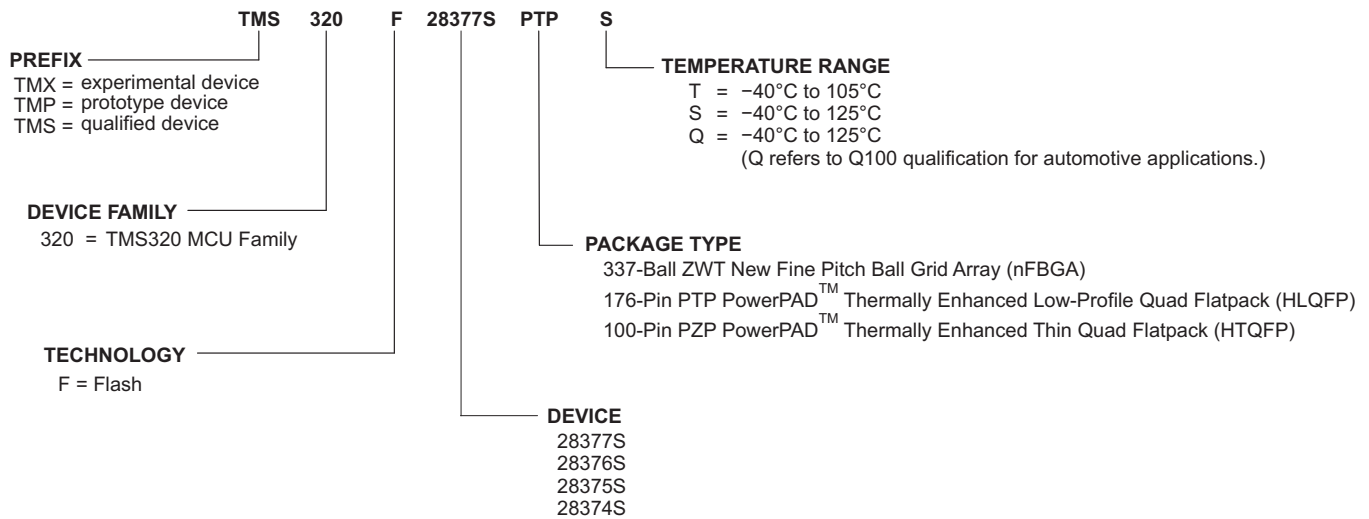 TMS 320 F 28377S PTP S
PREFIX
TMX = experimental device
TMP = prototype device
TMS = qualified device
TEMPERATURE RANGE
T = −40°C to 105°C
S = −40°C to 125°C
Q = −40°C to 125°C
(Q refers to Q100 qualification for automotive applications.)
DEVICE FAMILY
320 = TMS320 MCU Family
PACKAGE TYPE
337-Ball ZWT New Fine Pitch Ball Grid Array (nFBGA)
176-Pin PTP PowerPAD™ Thermally Enhanced Low-Profile Quad Flatpack (HLQFP)
100-Pin PZP PowerPAD™ Thermally Enhanced Thin Quad Flatpack (HTQFP)
TECHNOLOGY
F = Flash
DEVICE
28377S
28376S
28375S
28374S